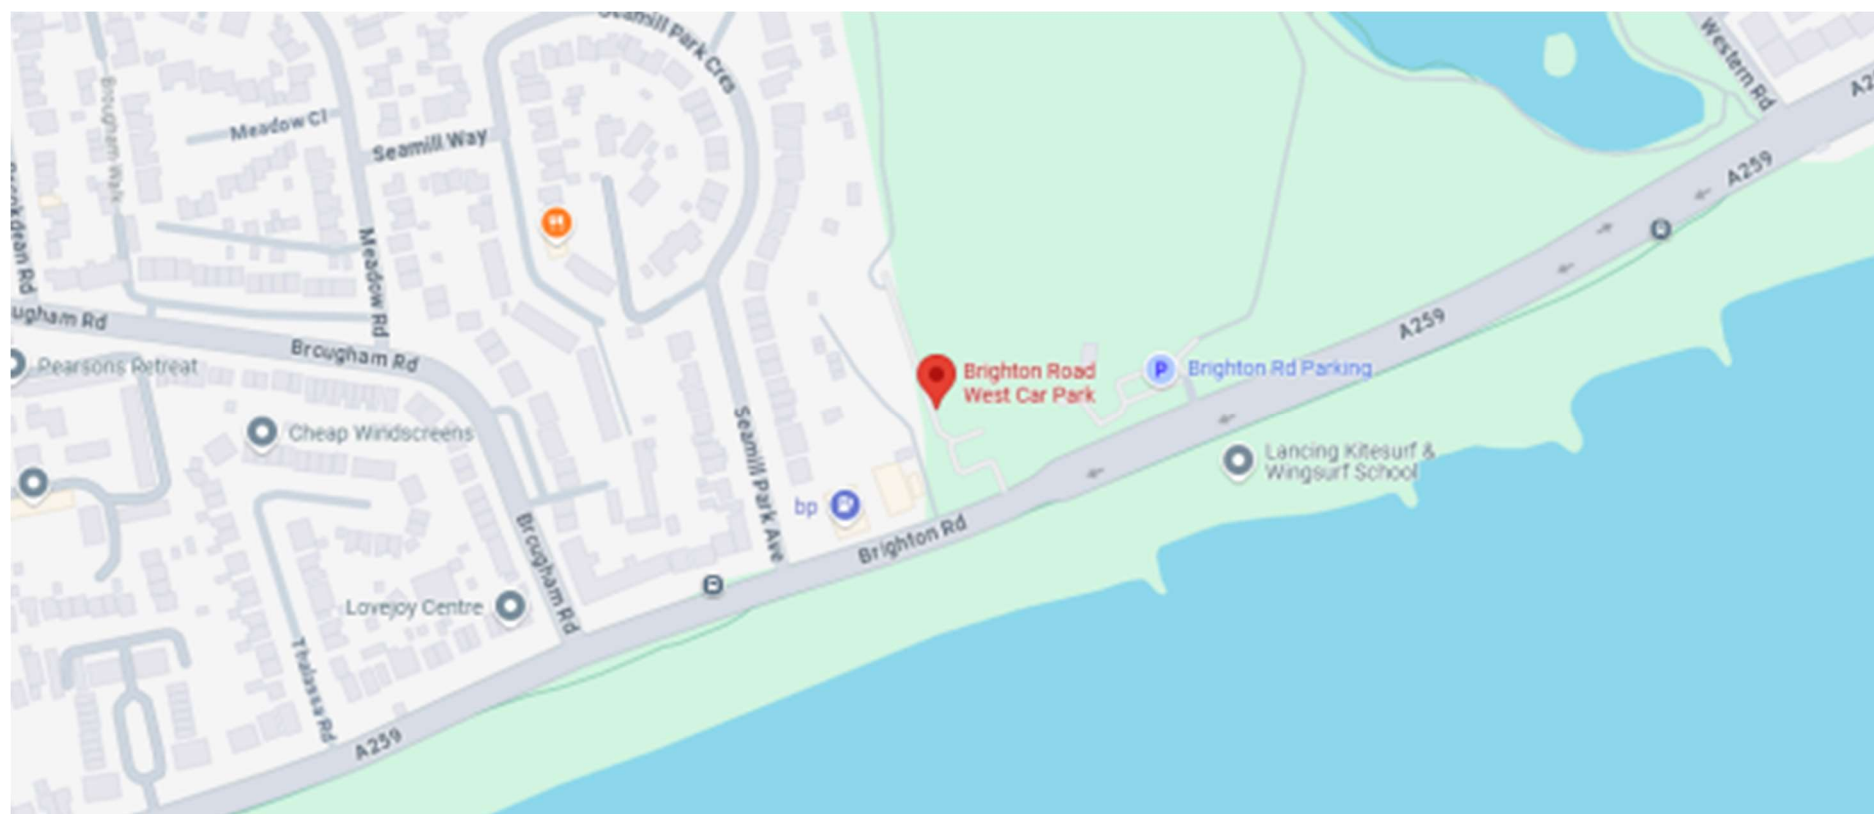 Seamill Park Cres
Western Rd
Brougham Walk
Meadow Cl
Seamill Way
A259
Meadow Rd
ugham Rd
Brougham Rd
A259
Pearsons Retreat
Brighton Road
West Car Park
Brighton Rd Parking
Cheap Windscreens
Seamill Park Ave
Lancing Kitesurf &
Wingsurf School
bp
Brighton Rd
Brougham Rd
Lovejoy Centre
Thalassa Rd
A259